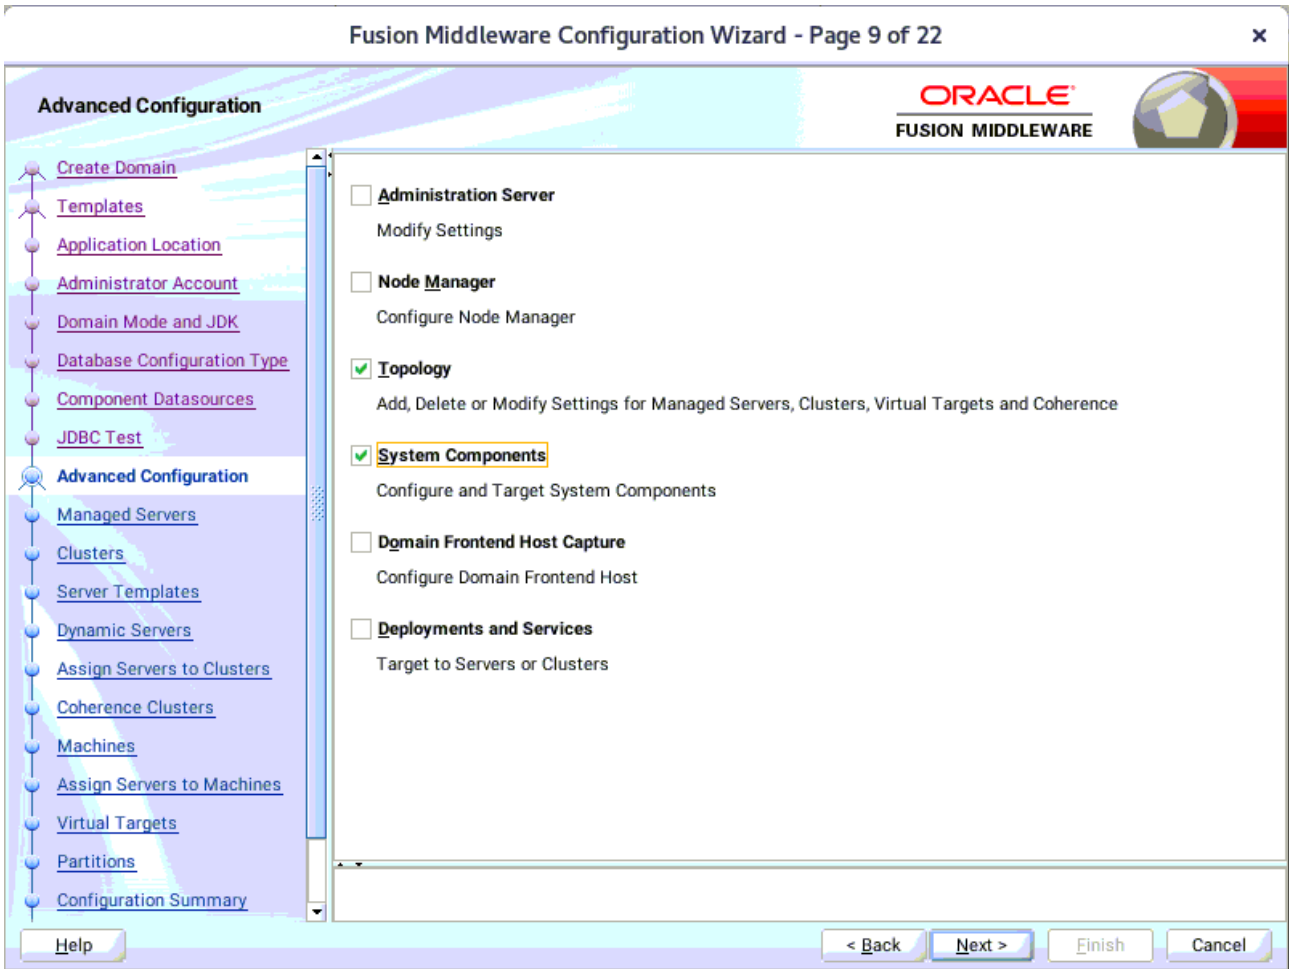 Fusion Middleware Configuration Wizard - Page 9 of 22
Advanced Configuration
ORACLE
FUSION MIDDLEWARE
Create Domain
Templates
Application Location
Administrator Account
Domain Mode and JDK
Database Configuration Type
Component Datasources
JDBC Test
Advanced Configuration
Managed Servers
Clusters
Server Templates
Dynamic Servers
Assign Servers to Clusters
Coherence Clusters
Machines
Assign Servers to Machines
Virtual Targets
Partitions
Configuration Summary
Administration Server
Modify Settings
Node Manager
Configure Node Manager
Topology
Add, Delete or Modify Settings for Managed Servers, Clusters, Virtual Targets and Coherence
System Components
Configure and Target System Components
Domain Frontend Host Capture
Configure Domain Frontend Host
Deployments and Services
Target to Servers or Clusters
Help
< Back
Next >
Finish
Cancel